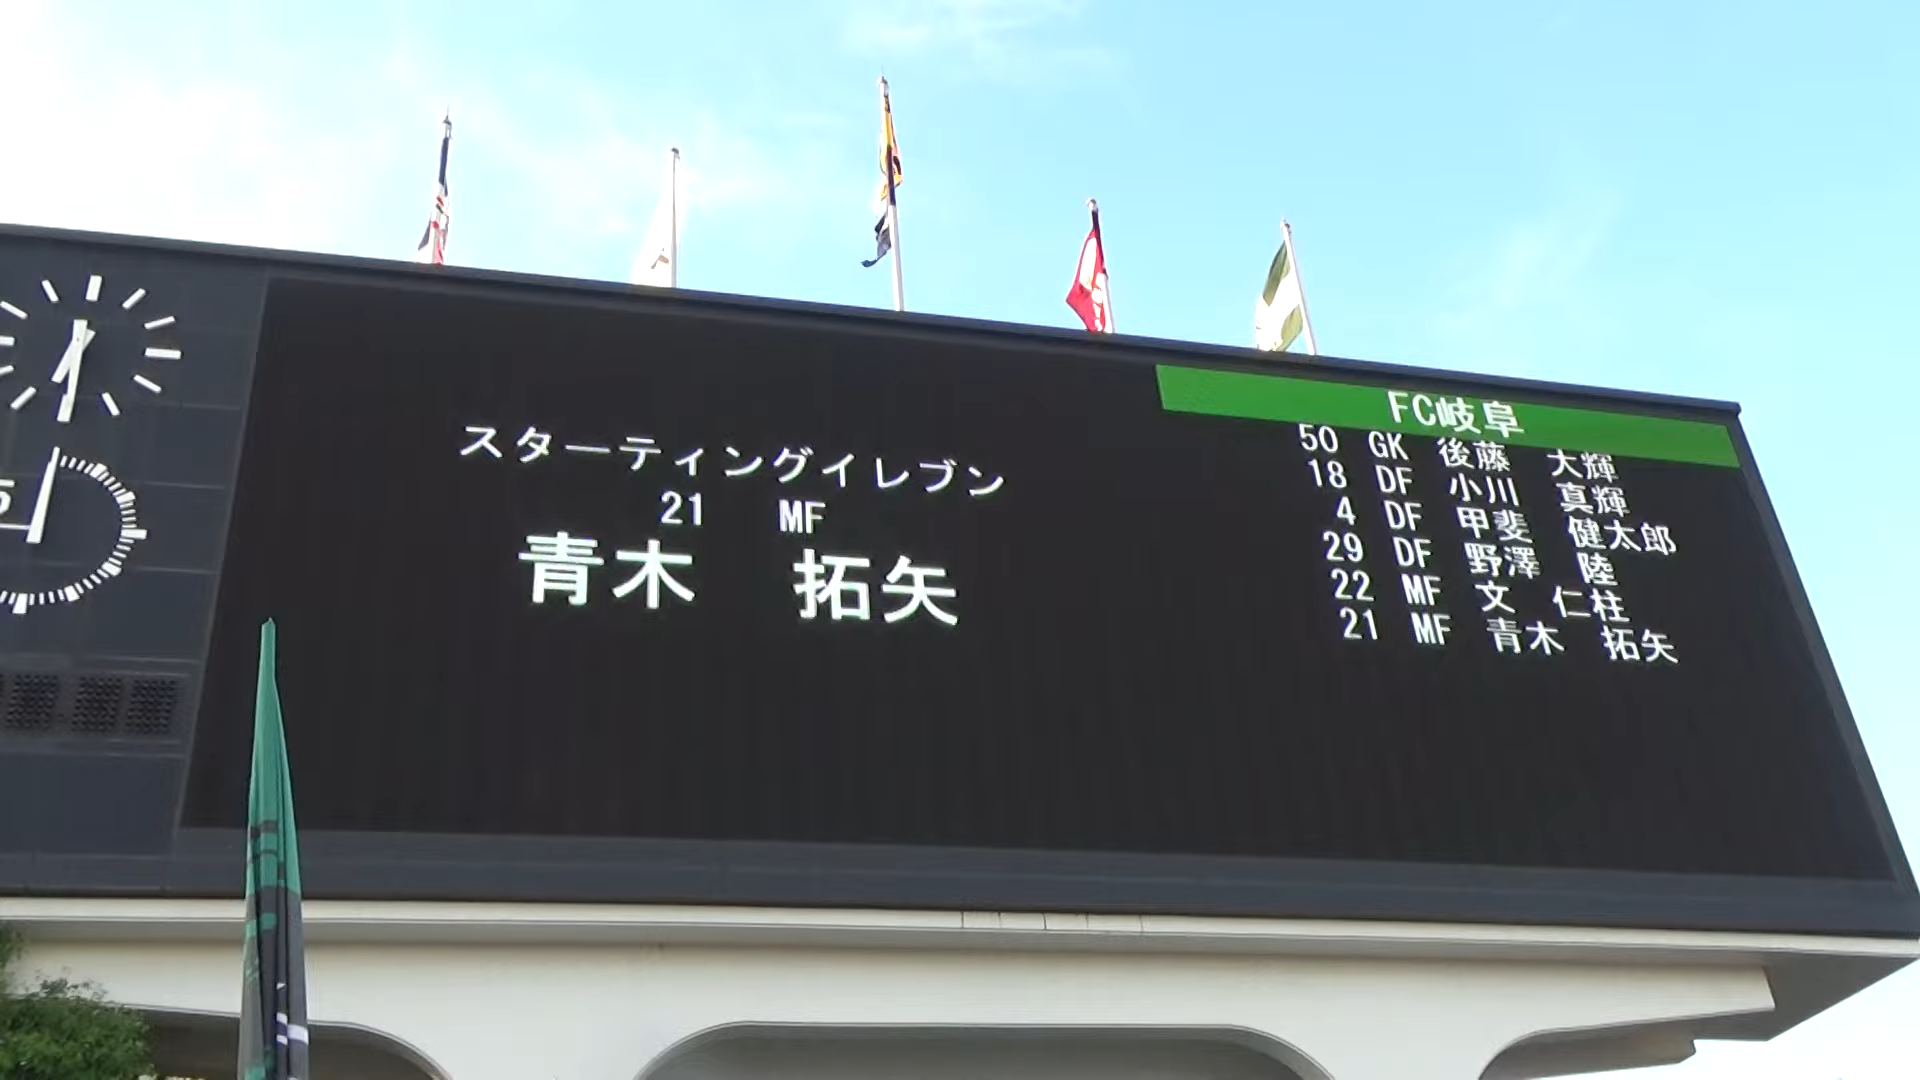 スターティングイレブン
21 MF
青木 拓矢
FC岐阜
50 GK 後藤 大輝
18 DF 小川 真輝
4 DF 甲斐 健太郎
29 DF 野澤 陸
22 MF 文 仁柱
21 MF 青木 拓矢